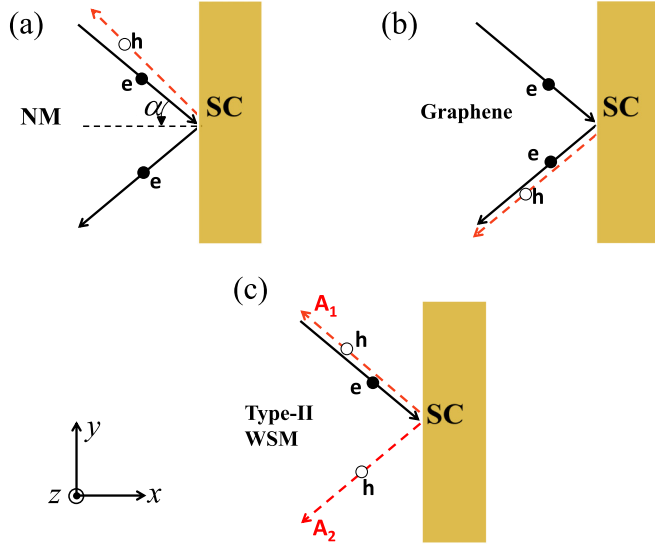 (a)
h
e
α
SC
NM
e
(b)
e
Graphene
SC
e
h
(c)
A1
h
e
SC
Type-II
WSM
h
A2
y
z
x